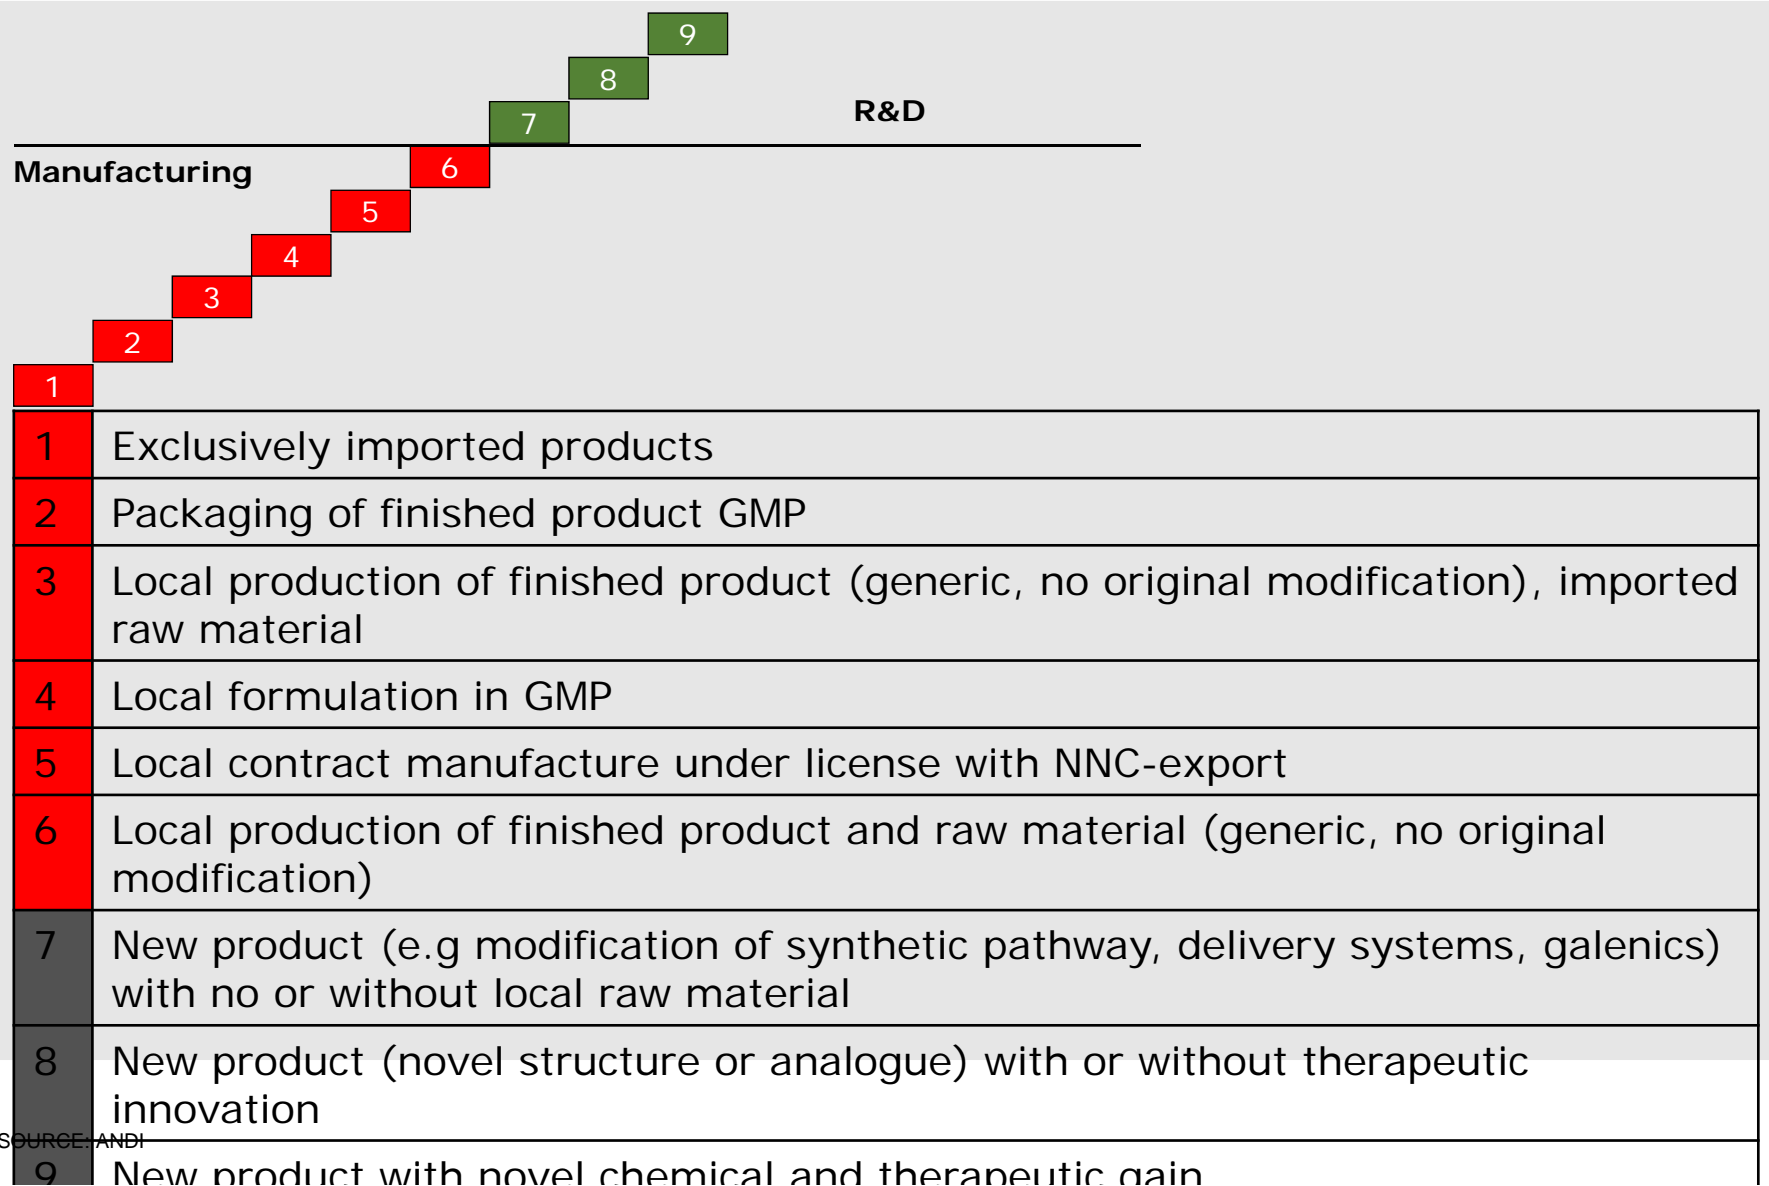 9
8
R&D
7
Manufacturing
6
5
4
3
2
1
1 Exclusively imported products
2 Packaging of finished product GMP
3 Local production of finished product (generic, no original modification), imported
raw material
4 Local formulation in GMP
5 Local contract manufacture under license with NNC-export
6 Local production of finished product and raw material (generic, no original
modification)
7 New product (e.g modification of synthetic pathway, delivery systems, galenics)
with no or without local raw material
8 New product (novel structure or analogue) with or without therapeutic
innovation
SOURCE: ANDI
9 New product with novel chemical and therapeutic gain